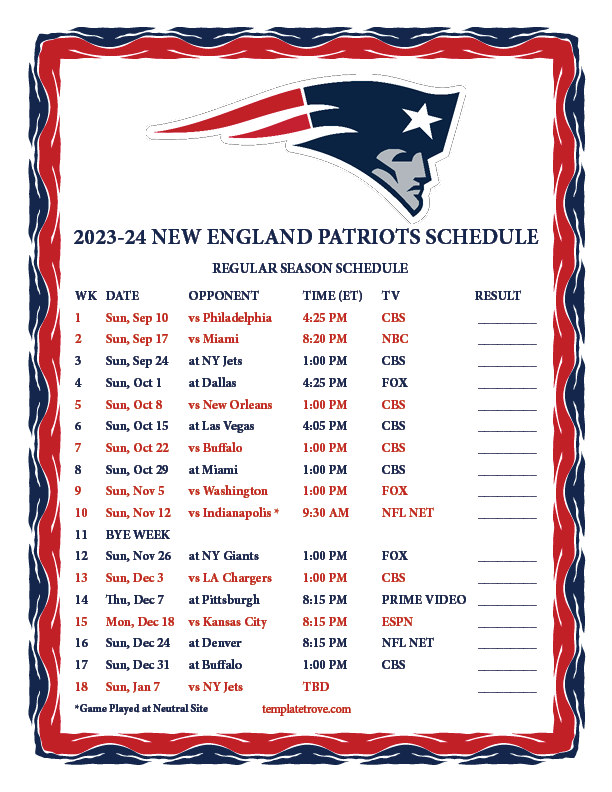 2023-24 NEW ENGLAND PATRIOTS SCHEDULE
REGULAR SEASON SCHEDULE
WK DATE OPPONENT TIME (ET) TV RESULT
1 Sun, Sep 10 vs Philadelphia 4:25 PM CBS
2 Sun, Sep 17 vs Miami 8:20 PM NBC
3 Sun, Sep 24 at NY Jets 1:00 PM CBS
4 Sun, Oct 1 at Dallas 4:25 PM FOX
5 Sun, Oct 8 vs New Orleans 1:00 PM CBS
6 Sun, Oct 15 at Las Vegas 4:05 PM CBS
7 Sun, Oct 22 vs Buffalo 1:00 PM CBS
8 Sun, Oct 29 at Miami 1:00 PM CBS
9 Sun, Nov 5 vs Washington 1:00 PM FOX
10 Sun, Nov 12 vs Indianapolis * 9:30 AM NFL NET
11 BYE WEEK
12 Sun, Nov 26 at NY Giants 1:00 PM FOX
13 Sun, Dec 3 vs LA Chargers 1:00 PM CBS
14 Thu, Dec 7 at Pittsburgh 8:15 PM PRIME VIDEO
15 Mon, Dec 18 vs Kansas City 8:15 PM ESPN
16 Sun, Dec 24 at Denver 8:15 PM NFL NET
17 Sun, Dec 31 at Buffalo 1:00 PM CBS
18 Sun, Jan 7 vs NY Jets TBD
*Game Played at Neutral Site templatetrove.com